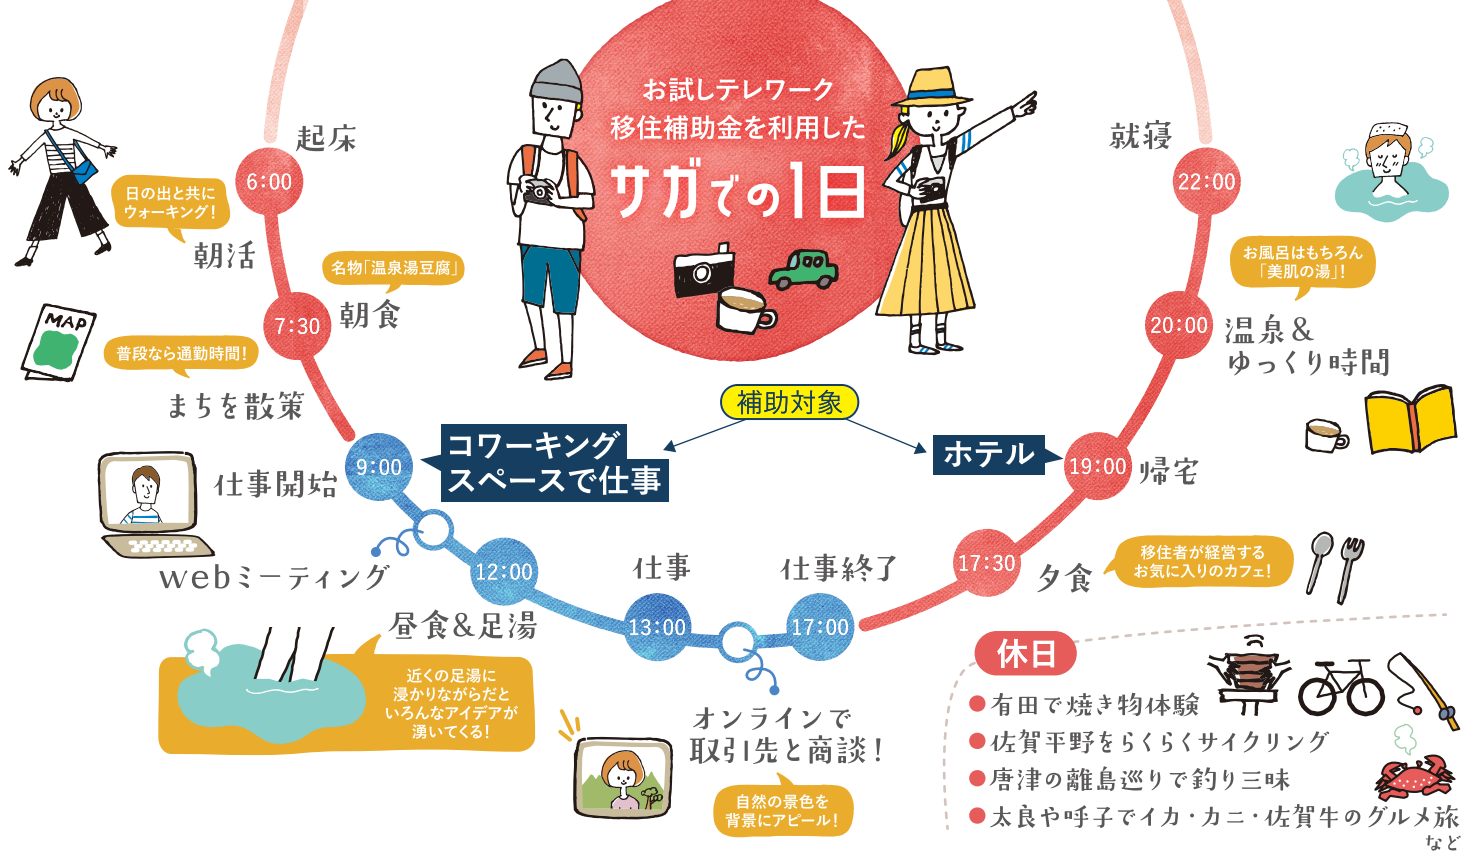 お試しテレワーク
移住補助金を利用した
サガでの1日
起床
6:00
日の出と共に
ウォーキング!
朝活
名物「温泉湯豆腐」
7:30
朝食
MAP
普段なら通勤時間!
まちを散策
補助対象
コワーキング
スペースで仕事
9:00
仕事開始
webミーティング
12:00
昼食&足湯
近くの足湯に
浸かりながらだと
いろんなアイデアが
湧いてくる!
仕事
13:00
オンラインで
取引先と商談!
自然の景色を
背景にアピール!
仕事終了
17:00
17:30
夕食
移住者が経営する
お気に入りのカフェ!
ホテル
19:00
帰宅
20:00
温泉&
ゆっくり時間
お風呂はもちろん
「美肌の湯」!
就寝
22:00
休日
有田で焼き物体験
佐賀平野をらくらくサイクリング
唐津の離島巡りで釣り三昧
太良や呼子でイカ・カニ・佐賀牛のグルメ旅
など